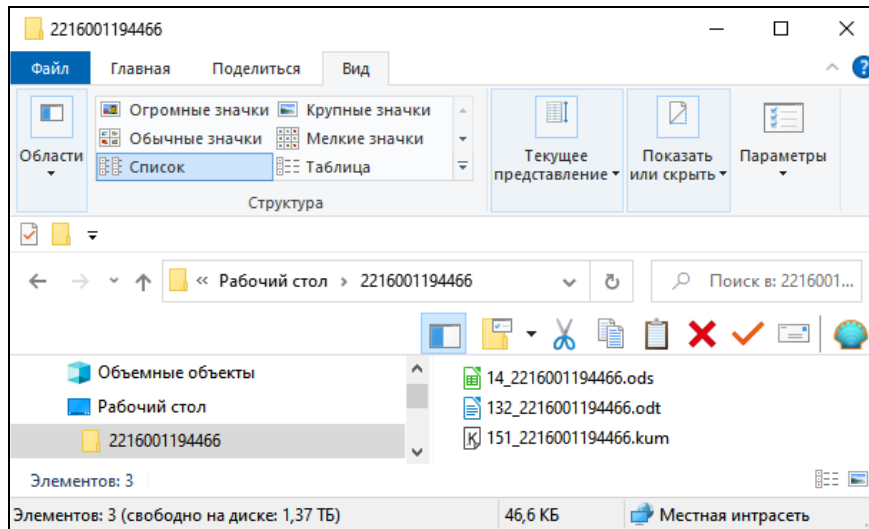 2216001194466
Файл Главная Поделиться Вид
Огромные значки Крупные значки
Обычные значки Мелкие значки
Список Таблица
Области
Текущее представление
Показать или скрыть
Параметры
Структура
« Рабочий стол › 2216001194466
Поиск в: 2216001...
Объемные объекты
Рабочий стол
2216001194466
14_2216001194466.ods
132_2216001194466.odt
151_2216001194466.kum
Элементов: 3
Элементов: 3 (свободно на диске: 1,37 ТБ) 46,6 КБ Местная интрасеть